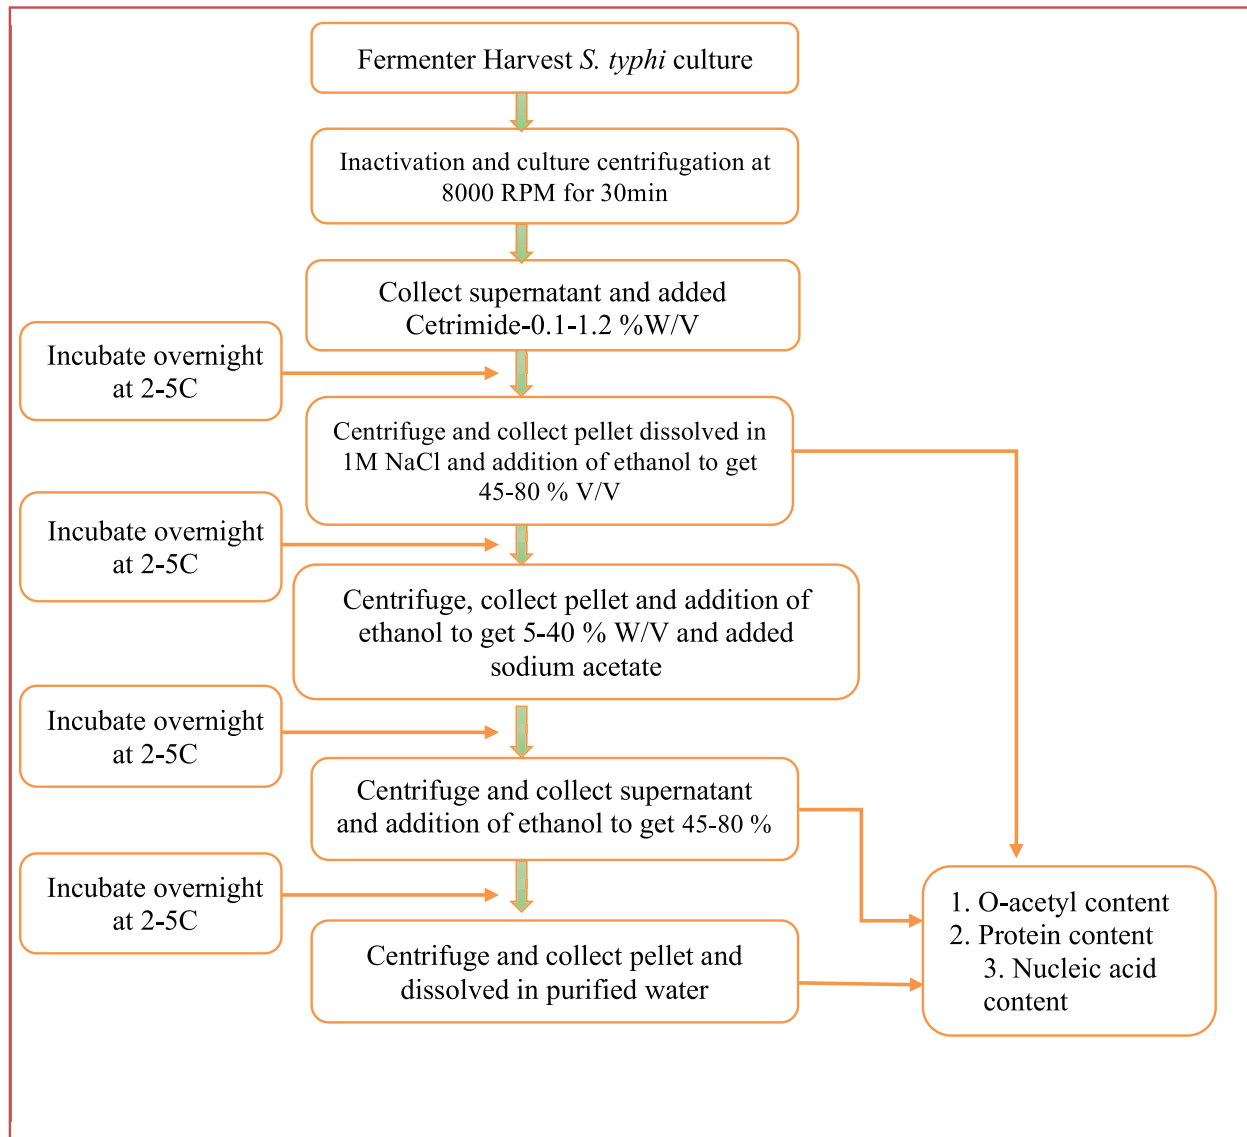 Fermenter Harvest S. typhi culture
Inactivation and culture centrifugation at
8000 RPM for 30min
Collect supernatant and added
Cetrimide-0.1-1.2 %W/V
Incubate overnight
at 2-5C
Centrifuge and collect pellet dissolved in
1M NaCl and addition of ethanol to get
45-80 % V/V
Incubate overnight
at 2-5C
Centrifuge, collect pellet and addition of
ethanol to get 5-40 % W/V and added
sodium acetate
Incubate overnight
at 2-5C
Centrifuge and collect supernatant
and addition of ethanol to get 45-80 %
Incubate overnight
at 2-5C
Centrifuge and collect pellet and
dissolved in purified water
1. O-acetyl content
2. Protein content
3. Nucleic acid
content